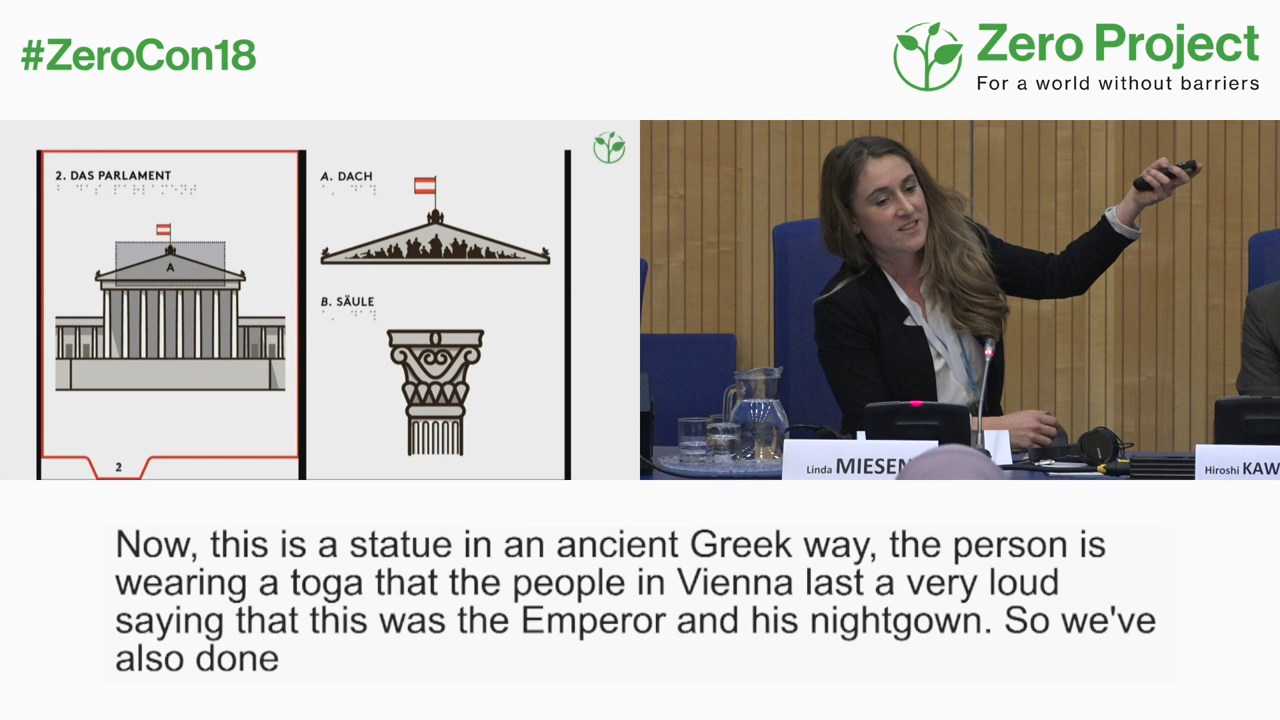 #ZeroCon18
Zero Project
For a world without barriers
2. DAS PARLAMENT
A
2
A. DACH
B. SÄULE
Linda MIESEN
Hiroshi KAW
Now, this is a statue in an ancient Greek way, the person is
wearing a toga that the people in Vienna last a very loud
saying that this was the Emperor and his nightgown. So we've
also done